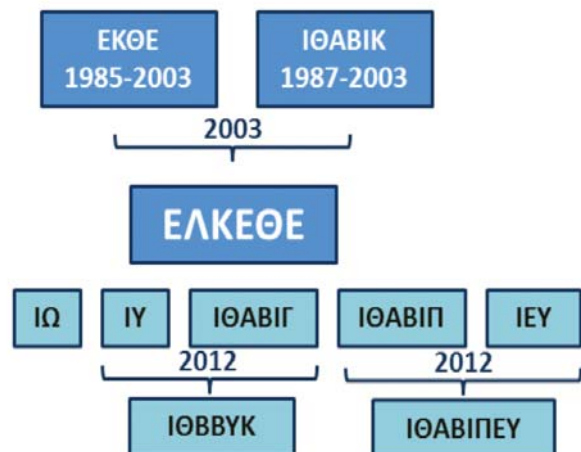 ΕΚΘΕ
1985-2003
ΙΘΑΒΙΚ
1987-2003
2003
ΕΛΚΕΘΕ
ΙΩ
ΙΥ
ΙΘΑΒΙΓ
ΙΘΑΒΙΠ
ΙΕΥ
2012
2012
ΙΘΒΒΥΚ
ΙΘΑΒΙΠΕΥ